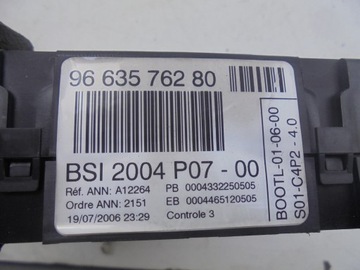 96 635 762 80
BSI 2004 P07 - 00
Réf. ANN: A12264 PB 0004332250505
Ordre ANN: 2151 EB 0004465120505
19/07/2006 23:29 Controle 3
BOOTL-01-06-00
S01-C4P2 - 4.0